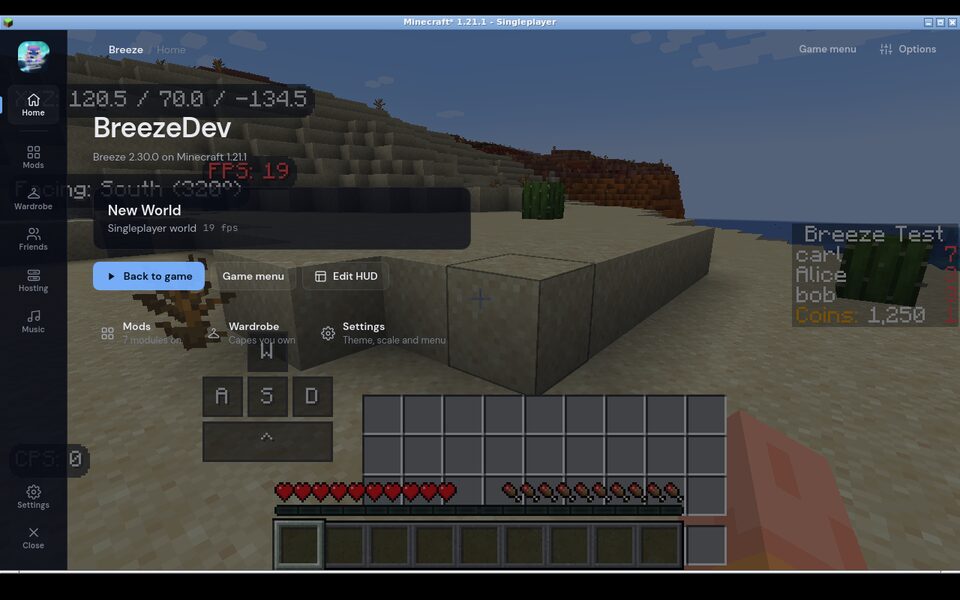 Minecraft* 1.21.1 - Singleplayer
Breeze / Home
Game menu
Options
XYZ: 120.5 / 70.0 / -134.5
Home
BreezeDev
Breeze 2.30.0 on Minecraft 1.21.1
FPS: 19
Mods
Facing: South (320°)
Wardrobe
New World
Singleplayer world 19 fps
Friends
Breeze Test
carl 7
Alice
bob
Coins: 1,250
Back to game
Game menu
Edit HUD
Hosting
Music
Mods
7 modules on
Wardrobe
Capes you own
Settings
Theme, scale and menu
W
A S D
^
CPS: 0
Settings
Close